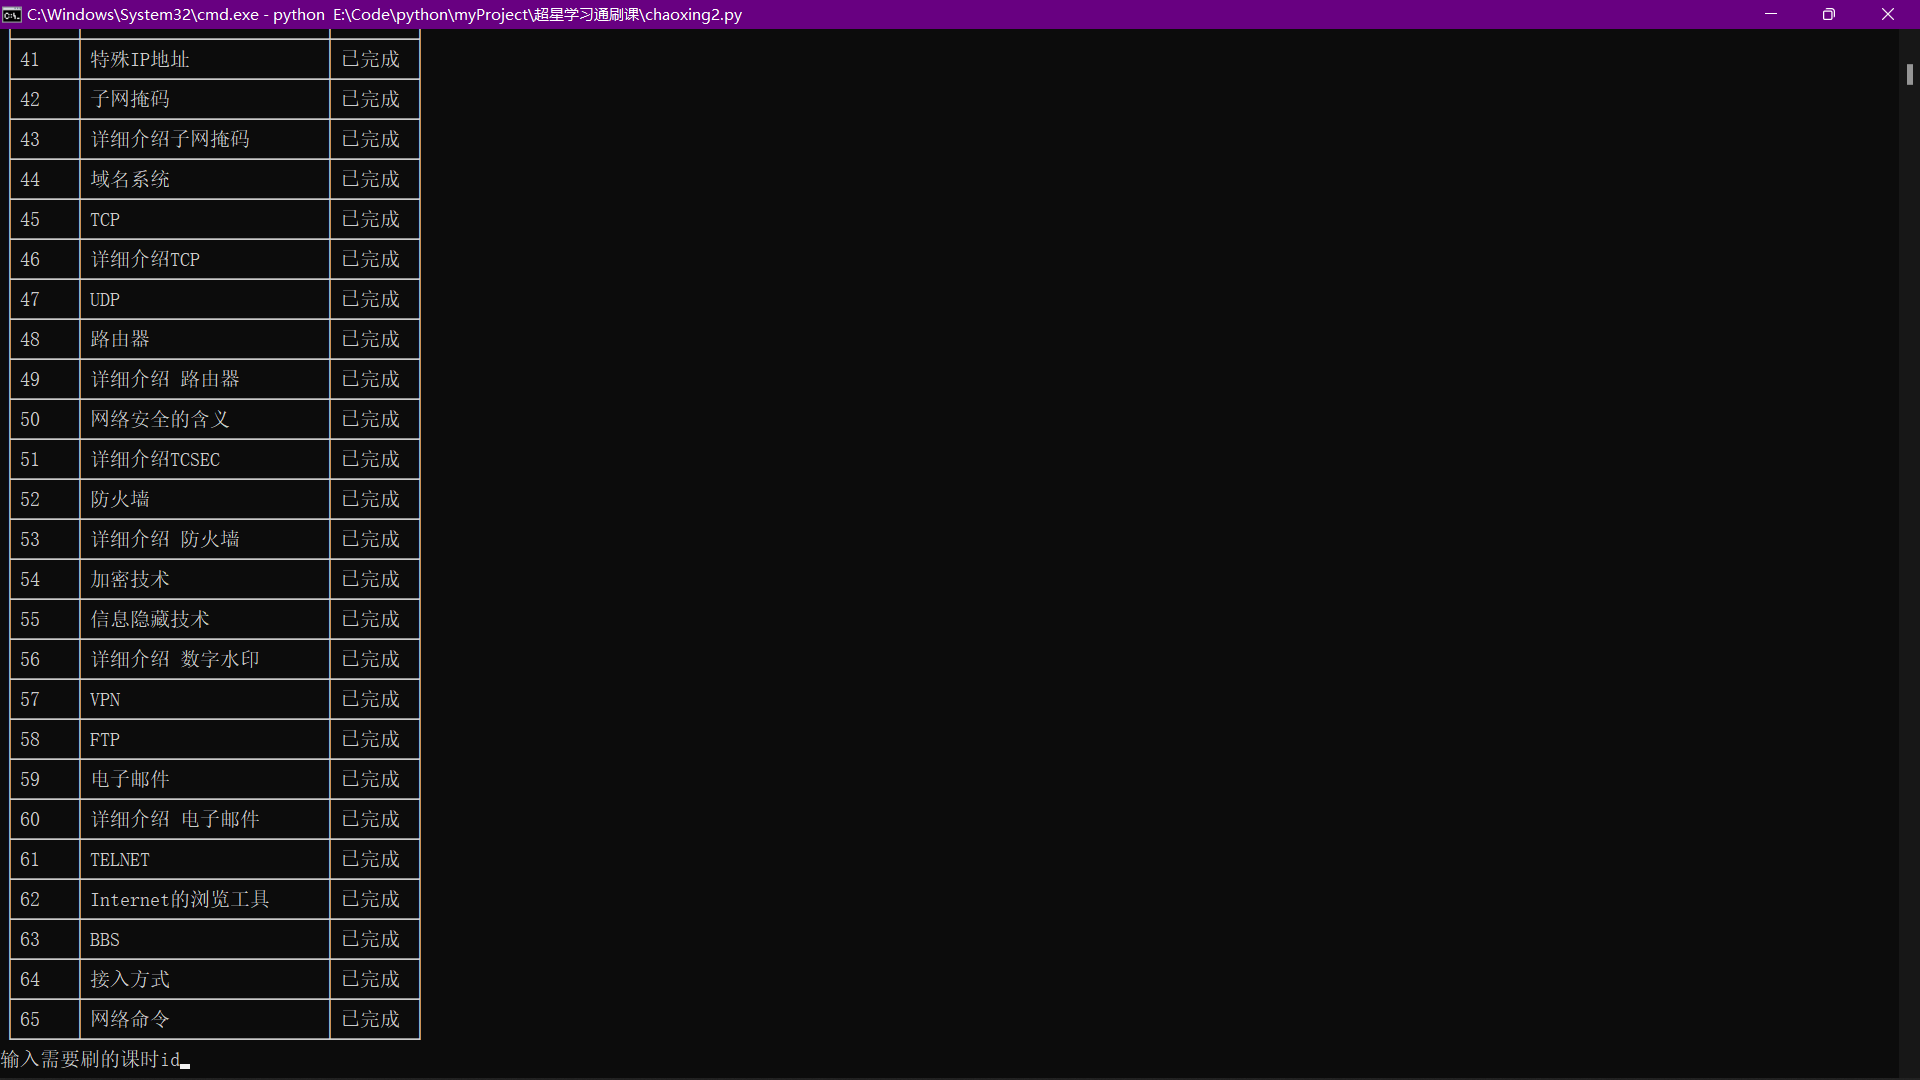 C:\Windows\System32\cmd.exe - python  E:\Code\python\myProject\超星学习通刷课\chaoxing2.py
41 特殊IP地址 已完成
42 子网掩码 已完成
43 详细介绍子网掩码 已完成
44 域名系统 已完成
45 TCP 已完成
46 详细介绍TCP 已完成
47 UDP 已完成
48 路由器 已完成
49 详细介绍 路由器 已完成
50 网络安全的含义 已完成
51 详细介绍TCSEC 已完成
52 防火墙 已完成
53 详细介绍 防火墙 已完成
54 加密技术 已完成
55 信息隐藏技术 已完成
56 详细介绍 数字水印 已完成
57 VPN 已完成
58 FTP 已完成
59 电子邮件 已完成
60 详细介绍 电子邮件 已完成
61 TELNET 已完成
62 Internet的浏览工具 已完成
63 BBS 已完成
64 接入方式 已完成
65 网络命令 已完成
输入需要刷的课时id